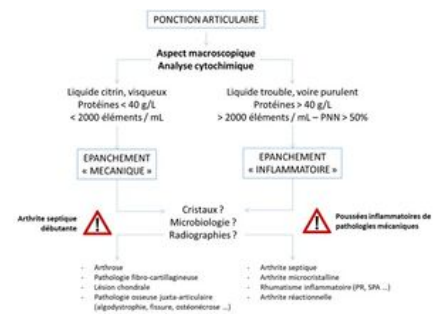 PONCTION ARTICULAIRE
Aspect macroscopique
Analyse cytochimique
Liquide citrin, visqueux
Protéines < 40 g/L
< 2000 éléments / mL
Liquide trouble, voire purulent
Protéines > 40 g/L
> 2000 éléments / mL – PNN > 50%
EPANCHEMENT
« MECANIQUE »
EPANCHEMENT
« INFLAMMATOIRE »
Cristaux ?
Microbiologie ?
Radiographies ?
Arthrite septique
débutante
!
!
Poussées inflammatoires de
pathologies mécaniques
- Arthrose
- Pathologie fibro-cartilagineuse
- Lésion chondrale
- Pathologie osseuse juxta-articulaire
(algodystrophie, fissure, ostéonécrose ...)
- Arthrite septique
- Arthrite microcristalline
- Rhumatisme inflammatoire (PR, SPA ...)
- Arthrite réactionnelle